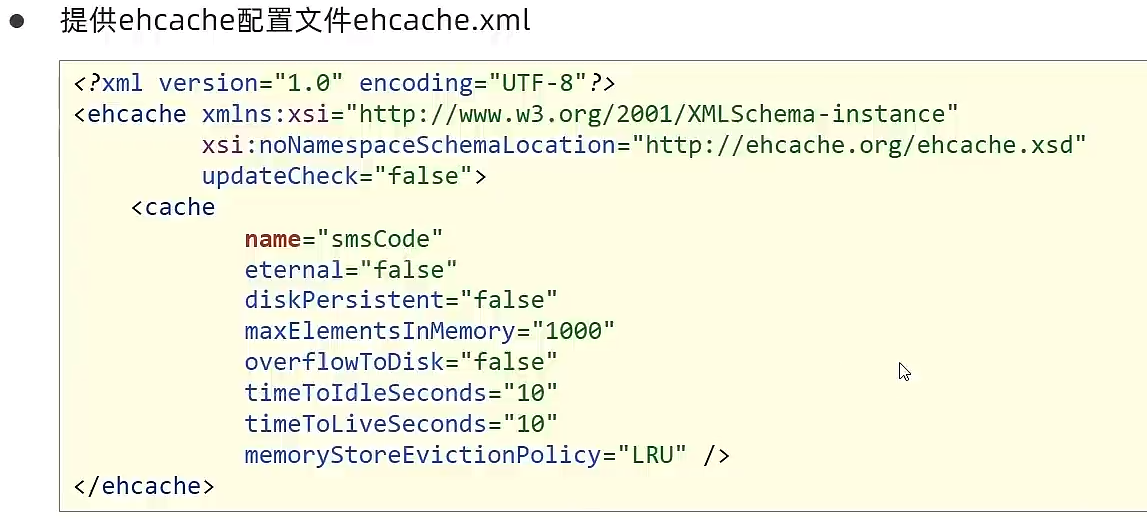 ● 提供ehcache配置文件ehcache.xml
<?xml version="1.0" encoding="UTF-8"?>
<ehcache xmlns:xsi="http://www.w3.org/2001/XMLSchema-instance"
         xsi:noNamespaceSchemaLocation="http://ehcache.org/ehcache.xsd"
         updateCheck="false">
    <cache
            name="smsCode"
            eternal="false"
            diskPersistent="false"
            maxElementsInMemory="1000"
            overflowToDisk="false"
            timeToIdleSeconds="10"
            timeToLiveSeconds="10"
            memoryStoreEvictionPolicy="LRU" />
</ehcache>